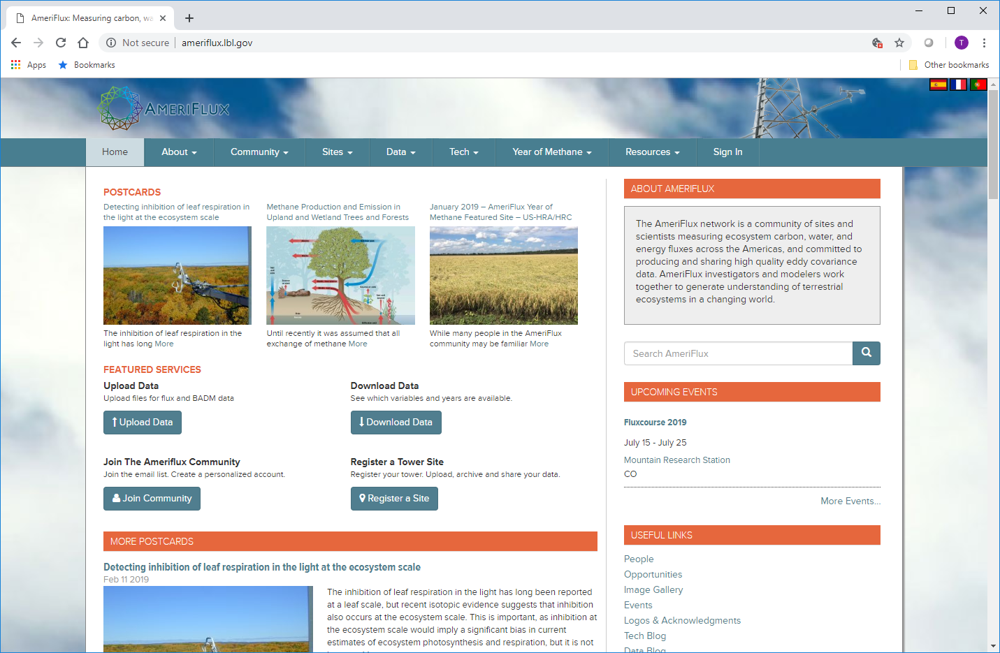 AmeriFlux: Measuring carbon, wa
Not secure
ameriflux.lbl.gov
T
Apps
Bookmarks
Other bookmarks
AMERIFLUX
Home
About
Community
Sites
Data
Tech
Year of Methane
Resources
Sign In
POSTCARDS
Detecting inhibition of leaf respiration in
the light at the ecosystem scale
The inhibition of leaf respiration in the
light has long More
Methane Production and Emission in
Upland and Wetland Trees and Forests
Until recently it was assumed that all
exchange of methane More
January 2019 – AmeriFlux Year of
Methane Featured Site – US-HRA/HRC
While many people in the AmeriFlux
community may be familiar More
FEATURED SERVICES
Upload Data
Upload files for flux and BADM data
Upload Data
Download Data
See which variables and years are available.
Download Data
Join The Ameriflux Community
Join the email list. Create a personalized account.
Join Community
Register a Tower Site
Register your tower. Upload, archive and share your data.
Register a Site
MORE POSTCARDS
Detecting inhibition of leaf respiration in the light at the ecosystem scale
Feb 11 2019
The inhibition of leaf respiration in the light has long been reported
at a leaf scale, but recent isotopic evidence suggests that inhibition
also occurs at the ecosystem scale. This is important, as inhibition at
the ecosystem scale would imply a significant bias in current
estimates of ecosystem photosynthesis and respiration, but it is not
ABOUT AMERIFLUX
The AmeriFlux network is a community of sites and
scientists measuring ecosystem carbon, water, and
energy fluxes across the Americas, and committed to
producing and sharing high quality eddy covariance
data. AmeriFlux investigators and modelers work
together to generate understanding of terrestrial
ecosystems in a changing world.
Search AmeriFlux
UPCOMING EVENTS
Fluxcourse 2019
July 15 - July 25
Mountain Research Station
CO
More Events...
USEFUL LINKS
People
Opportunities
Image Gallery
Events
Logos & Acknowledgments
Tech Blog
Data Blog